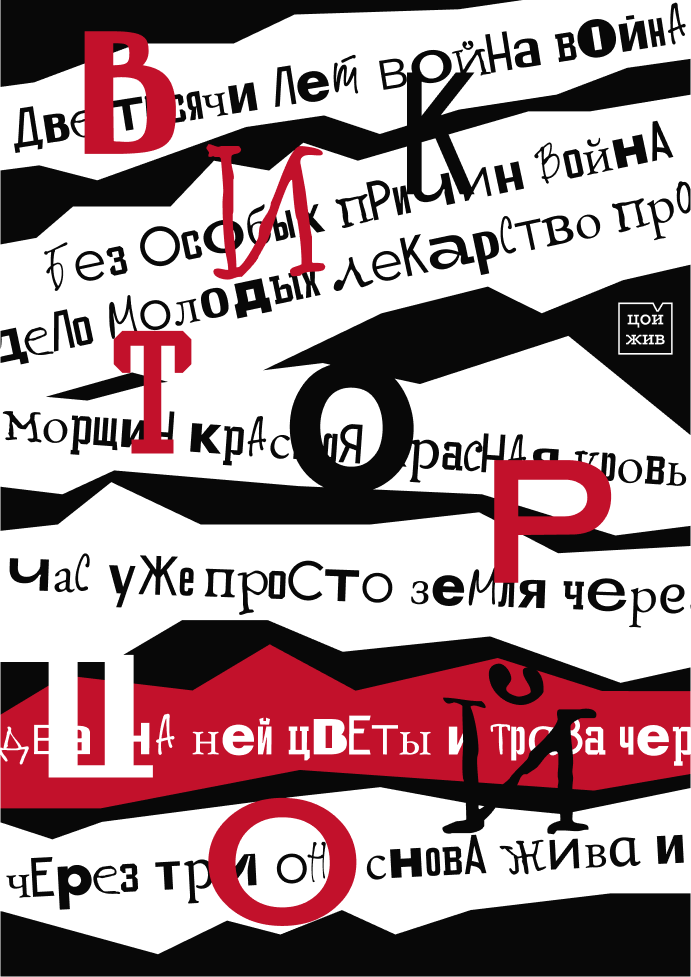 Две тысячи лет война война
без особых причин война
дело молодых лекарство про
ЦОЙ
ЖИВ
морщин красная красная кровь
час уже просто земля через
два на ней цветы и трава чер
через три он снова жива и
ВИКТОР
ЦОЙ